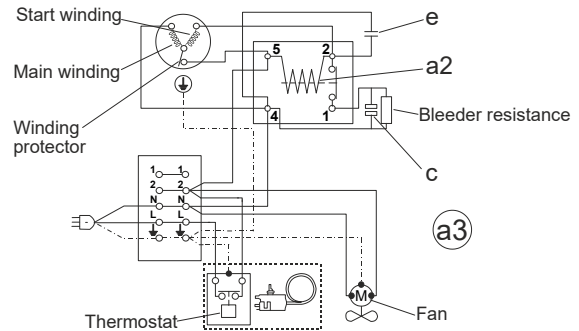 Start winding
e
5 2
a2
Main winding
4 1
Bleeder resistance
Winding
protector
c
1 1
2 2
N N
L L
a3
M
Fan
Thermostat